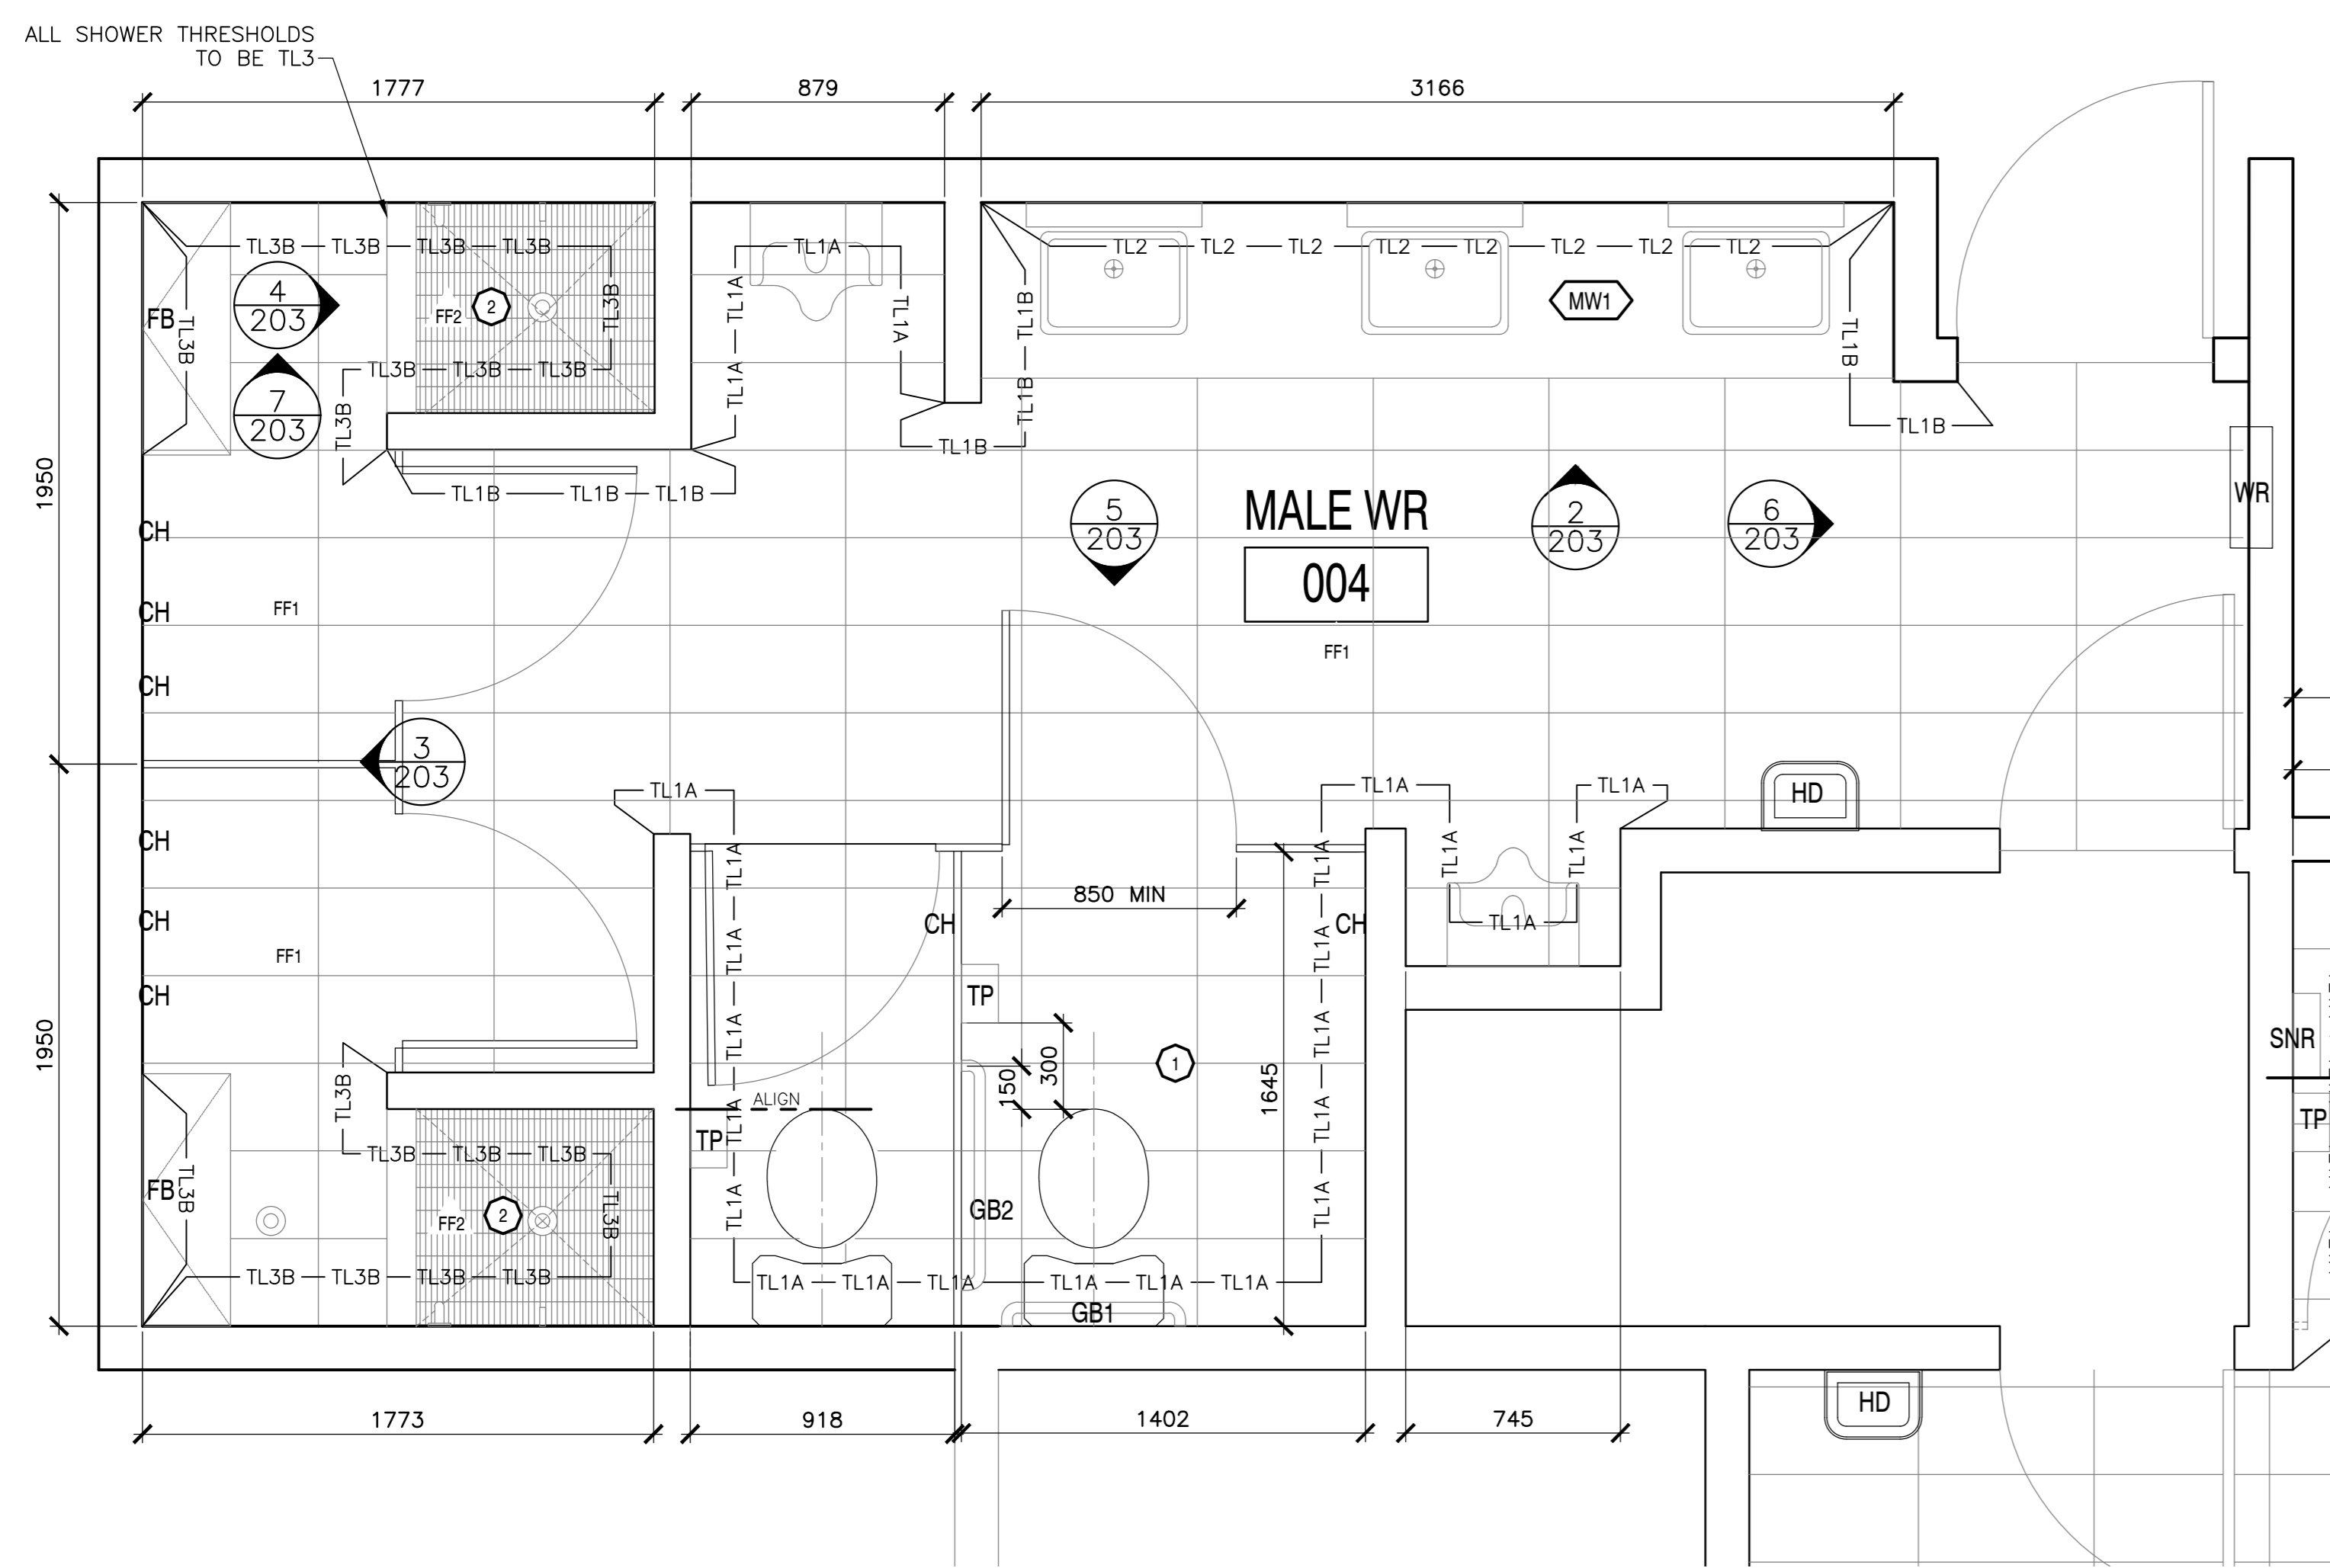 ALL SHOWER THRESHOLDS
TO BE TL3
1777
879
3166
TL3B TL3B TL3B TL3B
TL1A
TL2 TL2 TL2 TL2 TL2 TL2 TL2 TL2
4
203
FB
TL3B
FF2
2
TL3B
TL1A
TL1A
TL1A
TL1B
TL1B
MW1
TL1B
7
203
TL3B TL3B TL3B
TL3B
TL1B
TL1B
TL1B TL1B TL1B
1950
CH
CH
CH
FF1
5
203
MALE WR
004
FF1
2
203
6
203
WR
3
203
TL1A
TL1A
TL1A
HD
CH
CH
CH
FF1
850 MIN
CH
CH
TL1A
TL1A
TL1A
TL1A
TL1A
TL1A
TL1A
TL1A
TL1A
TL1A
TL1A
TL1A
TL1A
TP
150
300
1
1645
SNR
1950
TL3B
ALIGN
TP
TP
TL3B TL3B TL3B
FB
TL3B
FF2
2
TL3B
GB2
TL3B TL3B TL3B TL3B
TL1A TL1A TL1A TL1A TL1A TL1A
GB1
1773
918
1402
745
HD